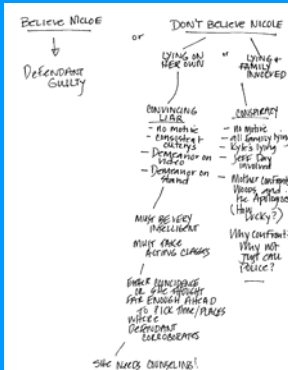 BELIEVE NICLOE
↓
DEFENDANT
GUILTY
or
DON'T BELIEVE NICOLE
LYING ON
HER OWN
CONVINCING
LIAR
- no motive
- consistent
outcrys
- Demeanor on
video
- Demeanor on
stand
MUST BE VERY
INTELLIGENT
MUST TAKE
ACTING CLASSES
EITHER COINCIDENCE
OR SHE THOUGHT
FAR ENOUGH AHEAD
TO PICK TIME/PLACES
WHERE
DEFENDANT
CORROBORATES
SHE NEEDS COUNSELING!
or
LYING +
FAMILY
INVOLVED
CONSPIRACY
- no motive
- all family lying
- Kyle's lying
- Jeff Day
involved
- Mother confront
Woods and
he Apologizes
(How
lucky?)
Why confront?
Why not
just call
Police?